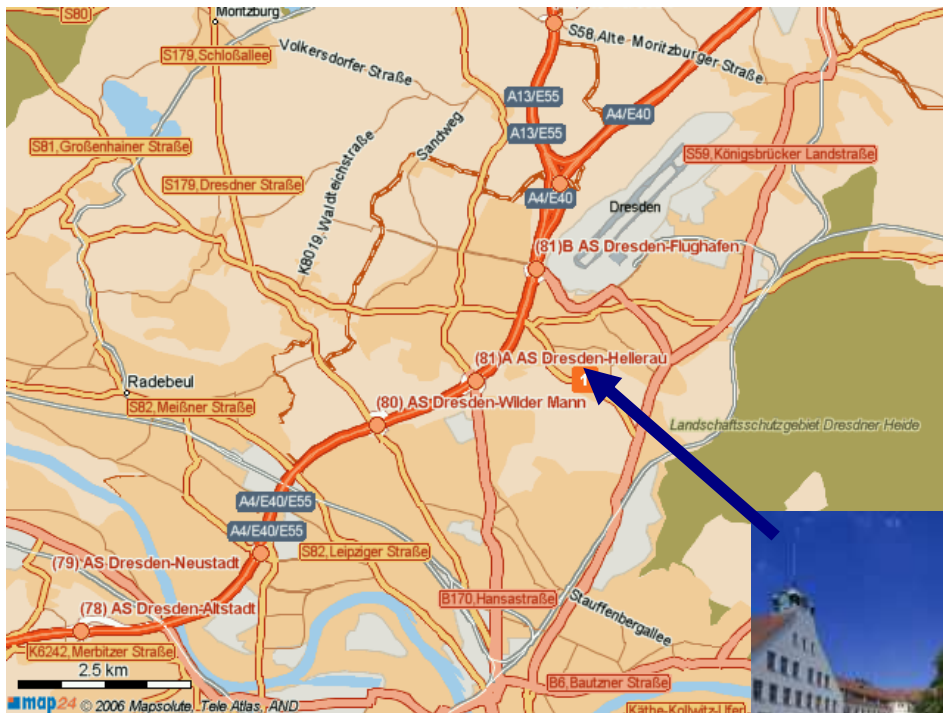 S80
Moritzburg
S58, Alte Moritzburger Straße
S179, Schloßallee
Volkersdorfer Straße
A13/E55
A4/E40
A13/E55
Sandweg
S81, Großenhainer Straße
S59, Königsbrücker Landstraße
S179, Dresdner Straße
K8019, Waldteichstraße
A4/E40
Dresden
(81)B AS Dresden-Flughafen
(81)A AS Dresden-Hellerau
1
Radebeul
S82, Meißner Straße
(80) AS Dresden-Wilder Mann
Landschaftsschutzgebiet Dresdner Heide
A4/E40/E55
A4/E40/E55
S82, Leipziger Straße
(79) AS Dresden-Neustadt
B170, Hansastraße
Stauffenbergallee
(78) AS Dresden-Altstadt
K6242, Merbitzer Straße
2.5 km
B6, Bautzner Straße
map24 © 2006 Mapsolute, Tele Atlas, AND
Käthe-Kollwitz-Ufer